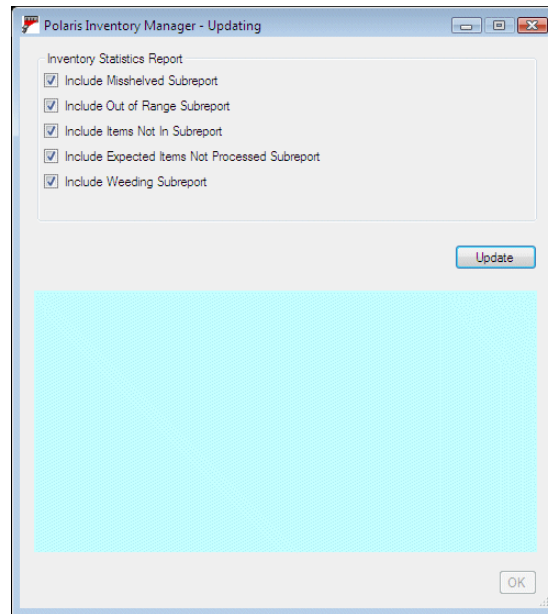 Polaris Inventory Manager - Updating
Inventory Statistics Report
Include Misshelved Subreport
Include Out of Range Subreport
Include Items Not In Subreport
Include Expected Items Not Processed Subreport
Include Weeding Subreport
Update
OK